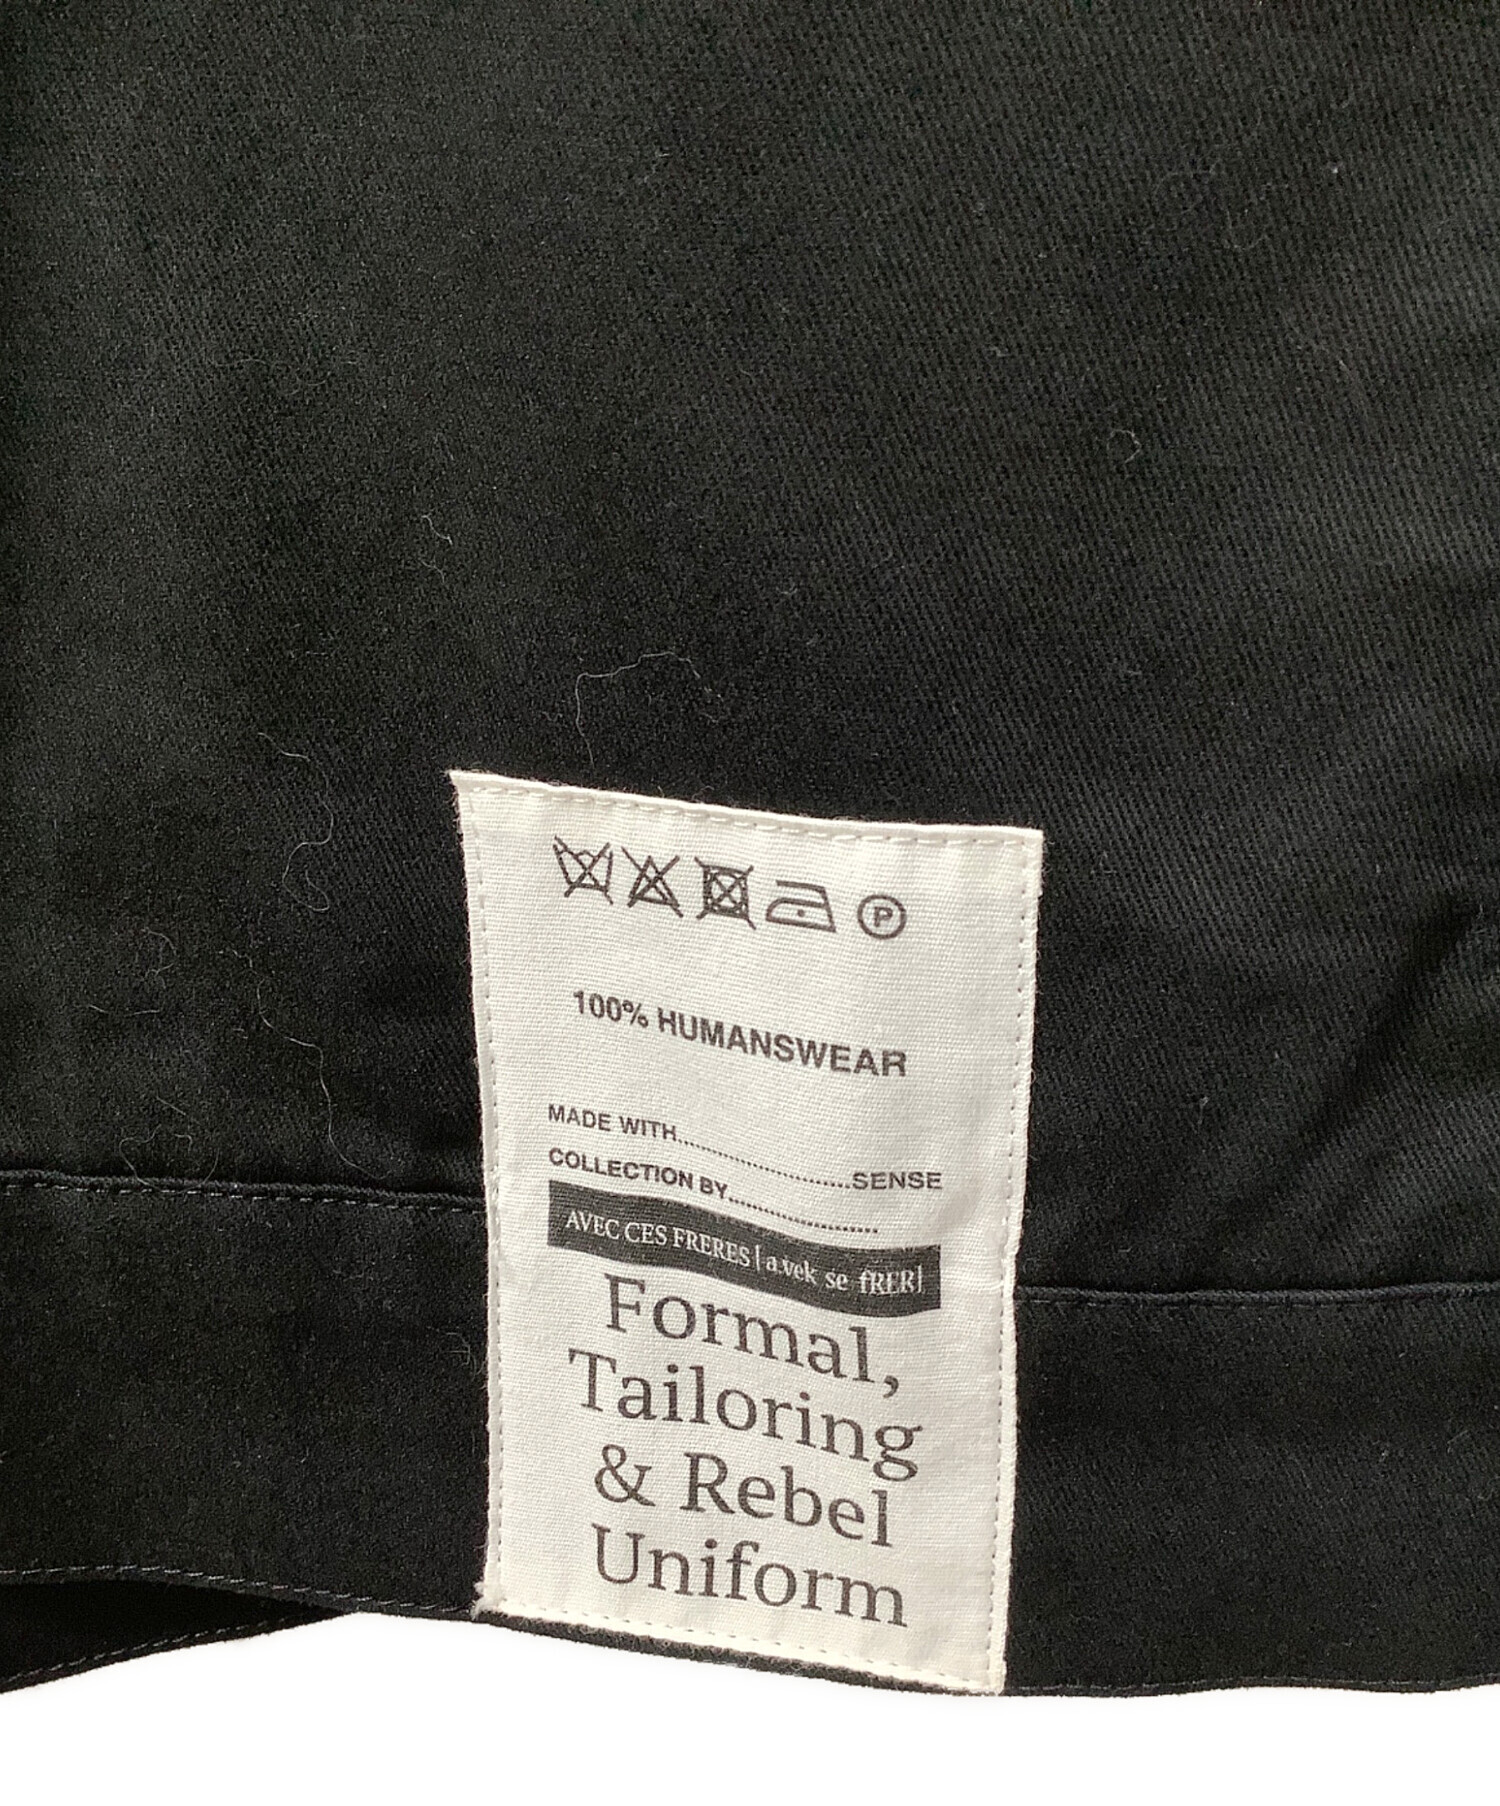 P
100% HUMANSWEAR
MADE WITH........................SENSE
COLLECTION BY.....................
AVEC CES FRERES [a.vek se fRER]
Formal,
Tailoring
& Rebel
Uniform